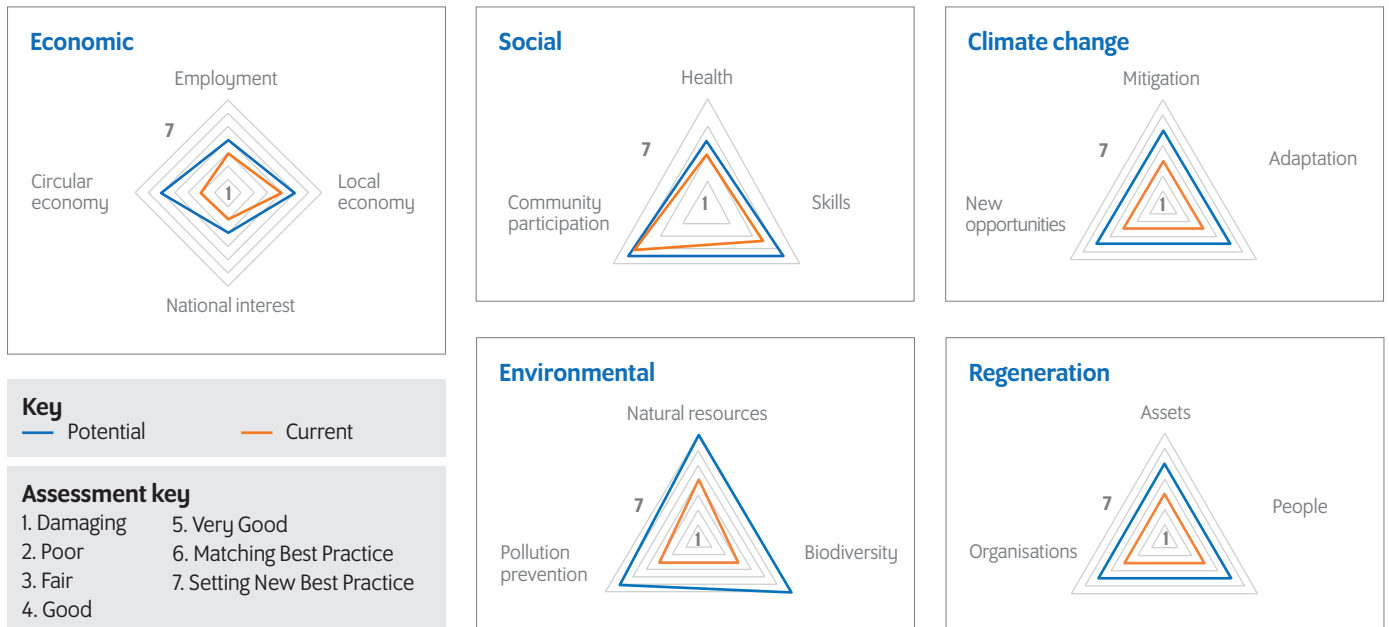 Economic
Employment
7
Circular
economy
1
Local
economy
National interest
Social
Health
7
Community
participation
1
Skills
Climate change
Mitigation
7
Adaptation
New
opportunities
1
Key
Potential
Current
Assessment key
1. Damaging
2. Poor
3. Fair
4. Good
5. Very Good
6. Matching Best Practice
7. Setting New Best Practice
Environmental
Natural resources
7
Pollution
prevention
1
Biodiversity
Regeneration
Assets
7
People
Organisations
1